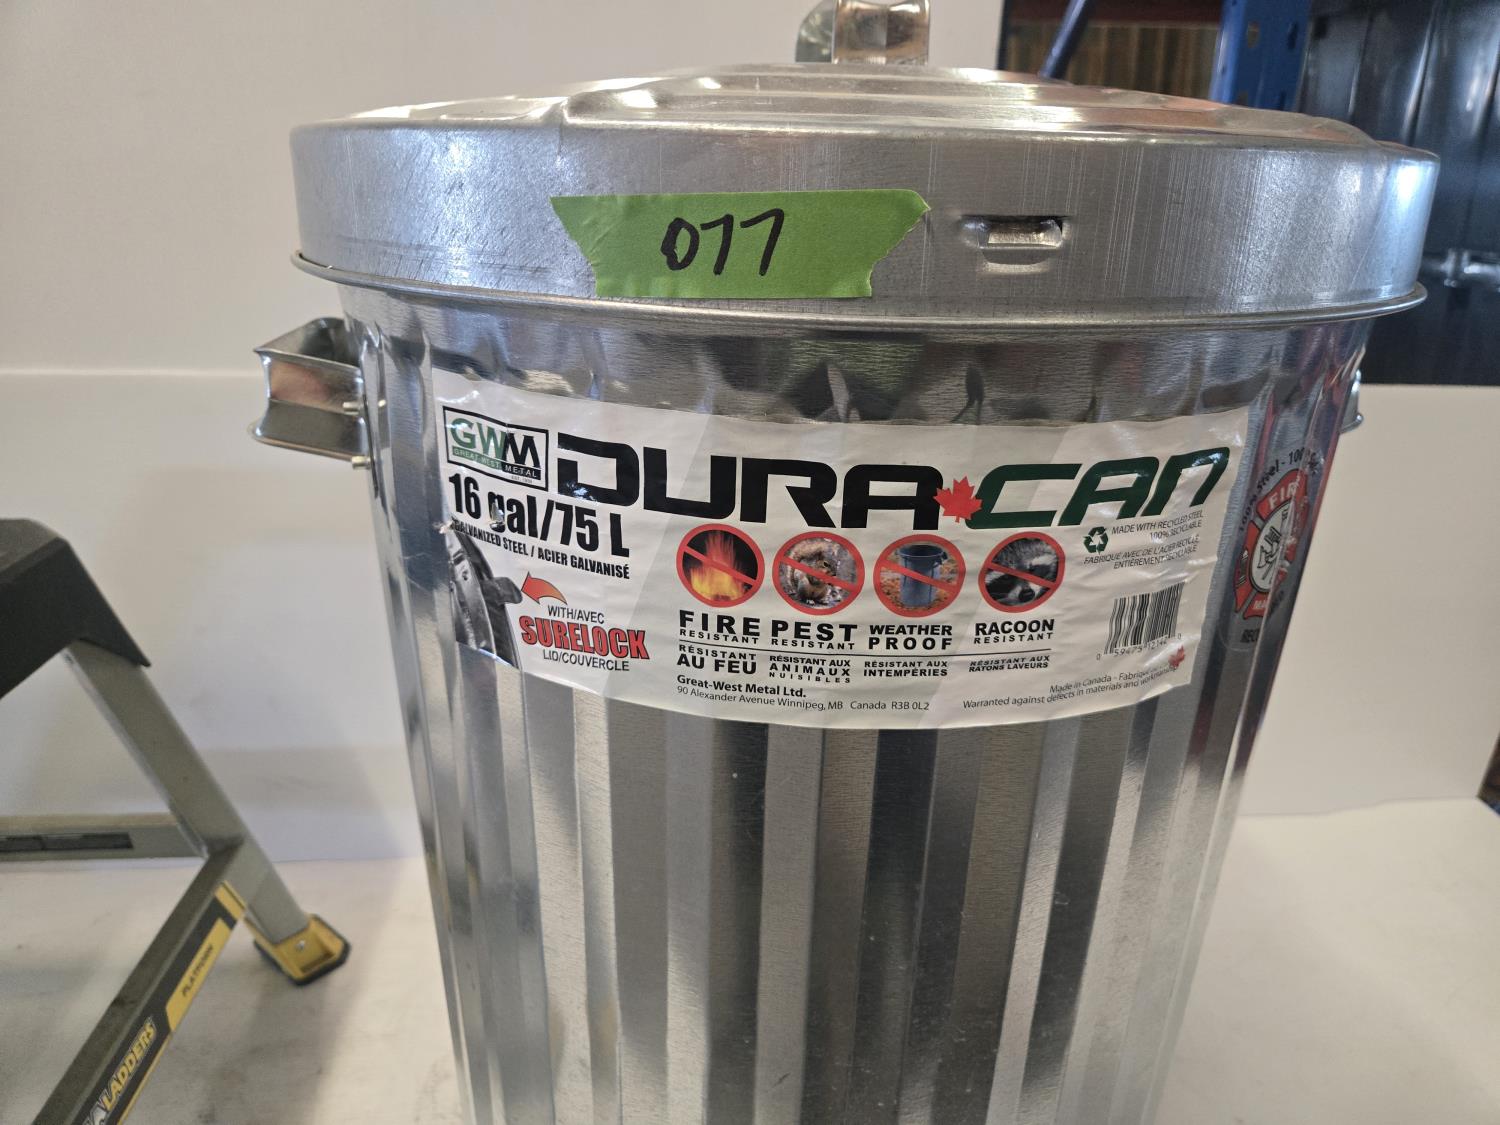 077
GWM
GREAT WEST METAL
DURA CAN
16 gal/75 L
GALVANIZED STEEL / ACIER GALVANISÉ
WITH/AVEC
SURELOCK
LID/COUVERCLE
FIRE
RESISTANT
RÉSISTANT
AU FEU
PEST
RESISTANT
RÉSISTANT AUX
ANIMAUX
NUISIBLES
WEATHER
PROOF
RÉSISTANT AUX
INTEMPÉRIES
RACOON
RESISTANT
RÉSISTANT AUX
RATONS LAVEURS
MADE WITH RECYCLED STEEL
100% RECYCLABLE
FABRIQUÉ AVEC DE L'ACIER RECYCLÉ
ENTIÈREMENT RECYCLABLE
Great-West Metal Ltd.
90 Alexander Avenue Winnipeg, MB Canada R3B 0L2
Made in Canada
Warranted against defects in materials and workmanship
Steel - 100
FIRE
PLATFORM
LADDERS